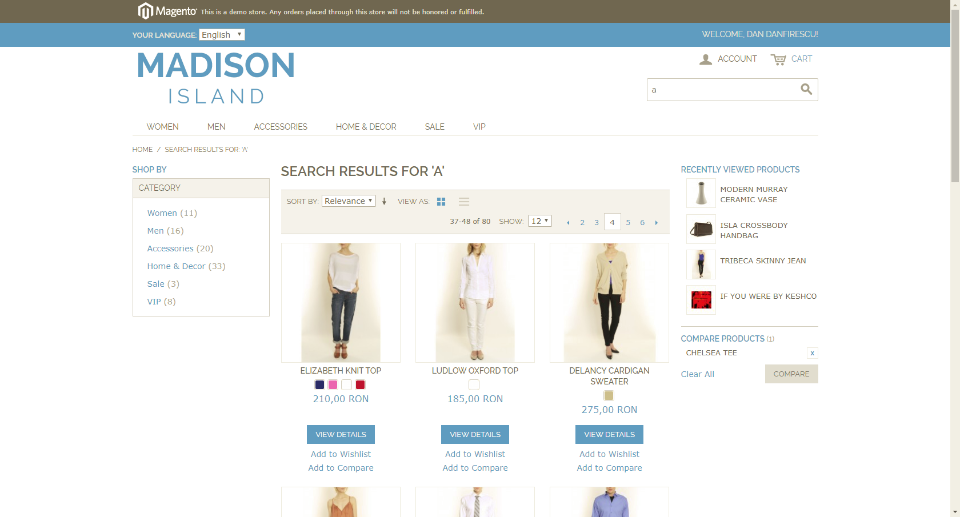 Magento This is a demo store. Any orders placed through this store will not be honored or fulfilled.
YOUR LANGUAGE: English
WELCOME, DAN DANFIRESCU!
MADISON
ISLAND
ACCOUNT CART
a
WOMEN MEN ACCESSORIES HOME & DECOR SALE VIP
HOME / SEARCH RESULTS FOR: 'A'
SHOP BY
CATEGORY
Women (11)
Men (16)
Accessories (20)
Home & Decor (33)
Sale (3)
VIP (8)
SEARCH RESULTS FOR 'A'
SORT BY: Relevance VIEW AS:
37-48 of 80 SHOW: 12 2 3 4 5 6
ELIZABETH KNIT TOP
210,00 RON
VIEW DETAILS
Add to Wishlist
Add to Compare
LUDLOW OXFORD TOP
185,00 RON
VIEW DETAILS
Add to Wishlist
Add to Compare
DELANCY CARDIGAN
SWEATER
275,00 RON
VIEW DETAILS
Add to Wishlist
Add to Compare
RECENTLY VIEWED PRODUCTS
MODERN MURRAY
CERAMIC VASE
ISLA CROSSBODY
HANDBAG
TRIBECA SKINNY JEAN
IF YOU WERE BY KESHCO
COMPARE PRODUCTS (1)
CHELSEA TEE x
Clear All COMPARE